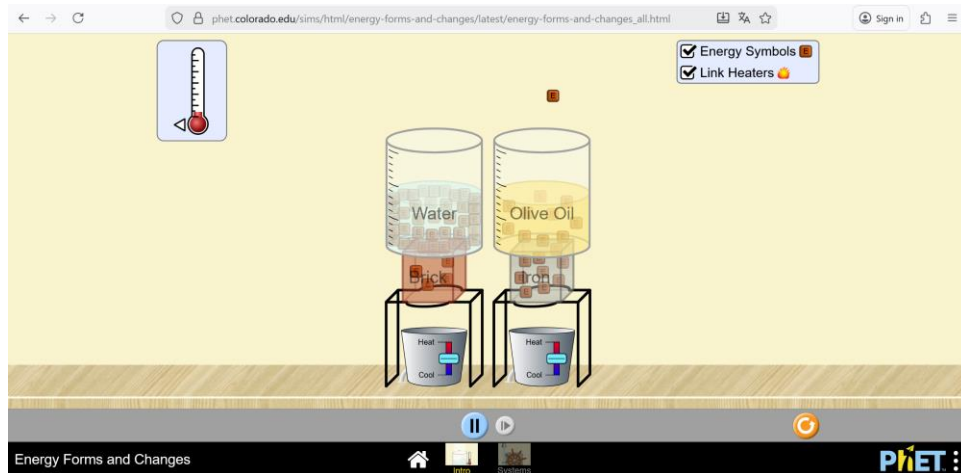 phet.colorado.edu/sims/html/energy-forms-and-changes/latest/energy-forms-and-changes_all.html
Sign in
Energy Symbols E
Link Heaters
E
Water
Olive Oil
Brick
Iron
Heat
Cool
Heat
Cool
Energy Forms and Changes
Intro
Systems
PhET